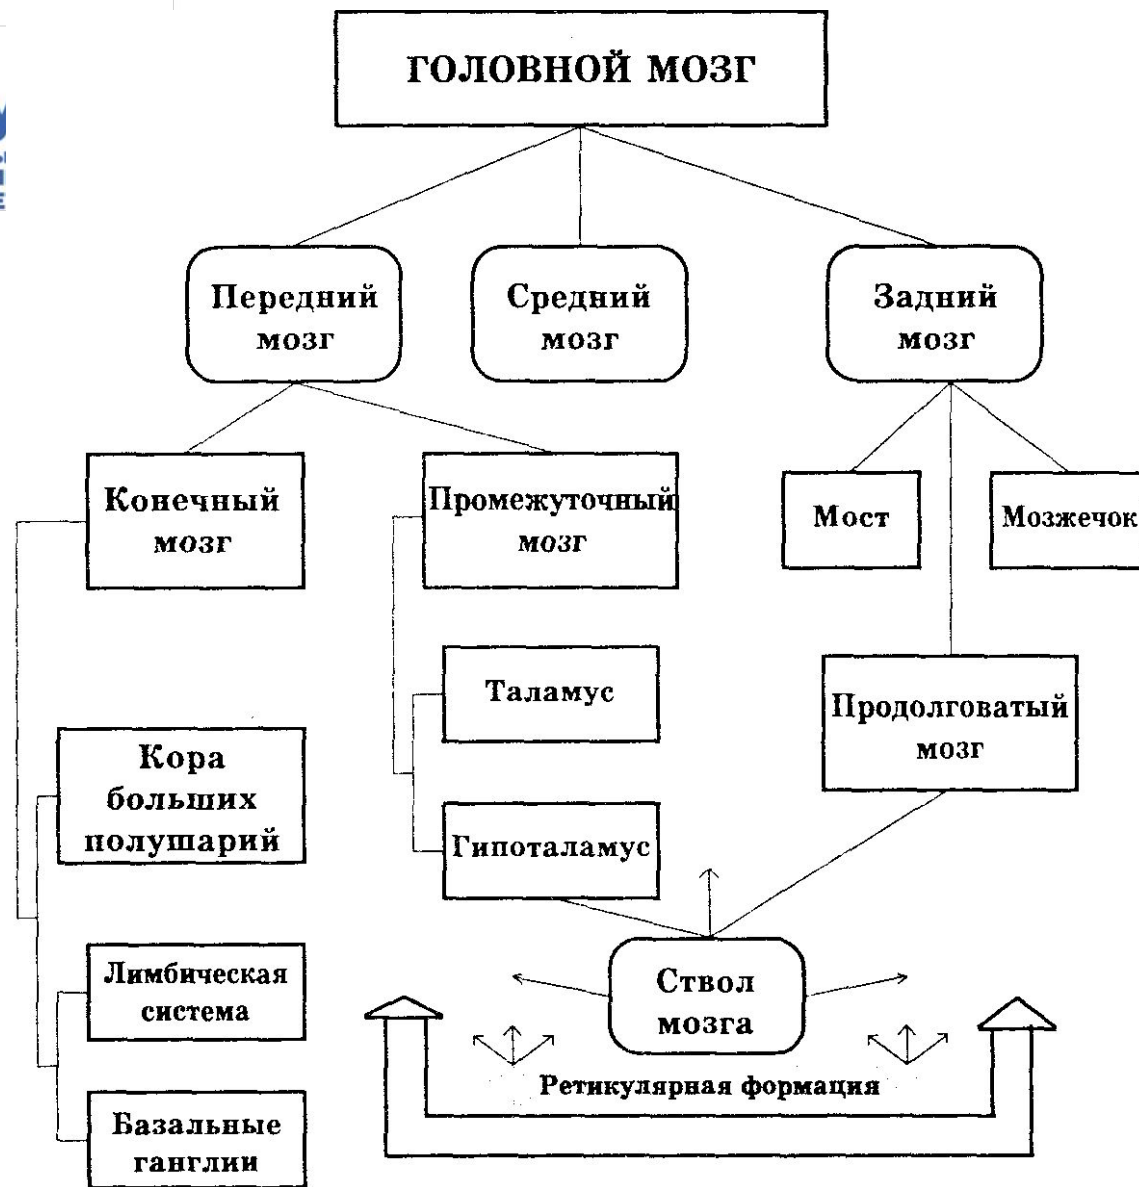 ГОЛОВНОЙ МОЗГ
Передний
мозг
Средний
мозг
Задний
мозг
Конечный
мозг
Промежуточный
мозг
Мост
Мозжечок
Таламус
Продолговатый
мозг
Кора
больших
полушарий
Гипоталамус
Лимбическая
система
Ствол
мозга
Ретикулярная формация
Базальные
ганглии